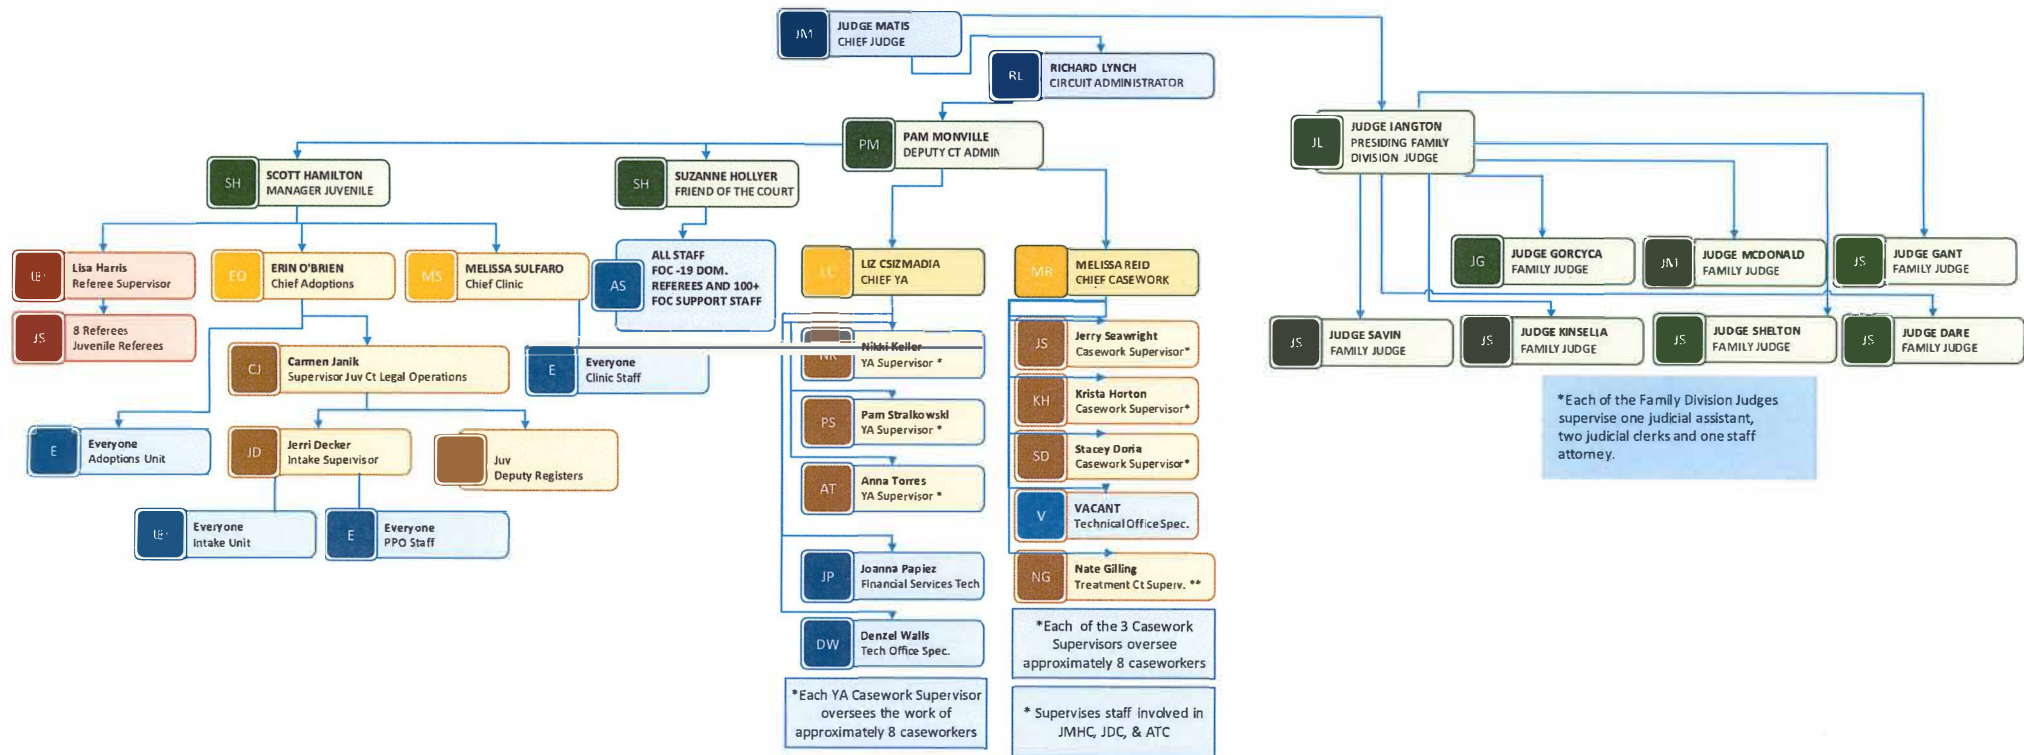 JM
JUDGE MATIS
CHIEF JUDGE
RL
RICHARD LYNCH
CIRCUIT ADMINISTRATOR
PM
PAM MONVILLE
DEPUTY CT ADMIN
JL
JUDGE IANGTON
PRESIDING FAMILY
DIVISION JUDGE
SH
SCOTT HAMILTON
MANAGER JUVENILE
SH
SUZANNE HOLLYER
FRIEND OF THE COURT
Lisa Harris
Referee Supervisor
EO
ERIN O'BRIEN
Chief Adoptions
MS
MELISSA SULFARO
Chief Clinic
AS
ALL STAFF
FOC -19 DOM.
REFEREES AND 100+
FOC SUPPORT STAFF
LC
LIZ CSIZMADIA
CHIEF YA
MR
MELISSA REID
CHIEF CASEWORK
JG
JUDGE GORCYCA
FAMILY JUDGE
JM
JUDGE MCDONALD
FAMILY JUDGE
JS
JUDGE GANT
FAMILY JUDGE
JS
8 Referees
Juvenile Referees
CJ
Carmen Janik
Supervisor Juv Ct Legal Operations
E
Everyone
Clinic Staff
NK
Nikki Keller
YA Supervisor *
JS
Jerry Seawright
Casework Supervisor*
JS
JUDGE SAVIN
FAMILY JUDGE
JS
JUDGE KINSELIA
FAMILY JUDGE
JS
JUDGE SHELTON
FAMILY JUDGE
JS
JUDGE DARE
FAMILY JUDGE
E
Everyone
Adoptions Unit
JD
Jerri Decker
Intake Supervisor
Juv
Deputy Registers
PS
Pam Stralkowski
YA Supervisor *
KH
Krista Horton
Casework Supervisor*
*Each of the Family Division Judges
supervise one judicial assistant,
two judicial clerks and one staff
attorney.
AT
Anna Torres
YA Supervisor *
SD
Stacey Doria
Casework Supervisor*
Everyone
Intake Unit
E
Everyone
PPO Staff
V
VACANT
Technical Office Spec.
JP
Joanna Papiez
Financial Services Tech
NG
Nate Gilling
Treatment Ct Superv. **
DW
Denzel Walls
Tech Office Spec.
*Each of the 3 Casework
Supervisors oversee
approximately 8 caseworkers
*Each YA Casework Supervisor
oversees the work of
approximately 8 caseworkers
* Supervises staff involved in
JMHC, JDC, & ATC